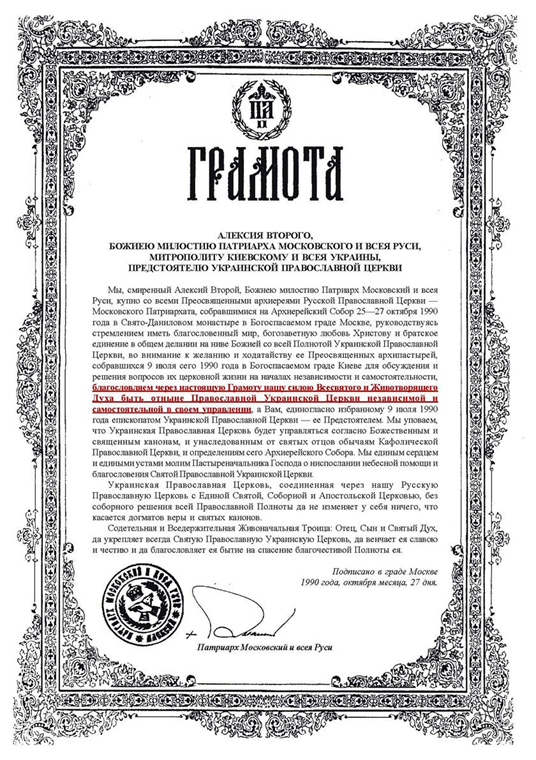 ПА
II
ГРАМОТА
АЛЕКСИЯ ВТОРОГО,
БОЖИЕЮ МИЛОСТИЮ ПАТРИАРХА МОСКОВСКОГО И ВСЕЯ РУСИ,
МИТРОПОЛИТУ КИЕВСКОМУ И ВСЕЯ УКРАИНЫ,
ПРЕДСТОЯТЕЛЮ УКРАИНСКОЙ ПРАВОСЛАВНОЙ ЦЕРКВИ
Мы, смиренный Алексий Второй, Божиею милостию Патриарх Московский и всея
Руси, купно со всеми Преосвященными архиереями Русской Православной Церкви —
Московского Патриархата, собравшимися на Архиерейский Собор 25—27 октября 1990
года в Свято-Даниловом монастыре в Богоспасаемом граде Москве, руководствуясь
стремлением иметь благословенный мир, богозаветную любовь Христову и братское
единение в общем делании на ниве Божией со всей Полнотой Украинской Православной
Церкви, во внимание к желанию и ходатайству ее Преосвященных архипастырей,
собравшихся 9 июля сего 1990 года в Богоспасаемом граде Киеве для обсуждения и
решения вопросов их церковной жизни на началах независимости и самостоятельности,
благословляем через настоящую Грамоту нашу силою Всесвятого и Животворящего
Духа быть отныне Православной Украинской Церкви независимой и
самостоятельной в своем управлении, а Вам, единогласно избранному 9 июля 1990
года епископатом Украинской Православной Церкви — ее Предстоятелем. Мы уповаем,
что Украинская Православная Церковь будет управляться согласно Божественным и
священным канонам, и унаследованным от святых отцов обычаям Кафолической
Православной Церкви, и определениям сего Архиерейского Собора. Мы единым сердцем
и едиными устами молим Пастыреначальника Господа о ниспослании небесной помощи и
благословения Святой Православной Украинской Церкви.
Украинская Православная Церковь, соединенная через нашу Русскую
Православную Церковь с Единой Святой, Соборной и Апостольской Церковью, без
соборного решения всей Православной Полноты да не изменяет у себя ничего, что
касается догматов веры и святых канонов.
Содетельная и Вседержительная Живоначальная Троица: Отец, Сын и Святый Дух,
да укрепляет всегда Святую Православную Украинскую Церковь, да венчает ея славою
и честию и да благословляет ея бытие на спасение благочестивой Полноты ея.
Подписано в граде Москве
1990 года, октября месяца, 27 дня.
Патриарх Московский и всея Руси